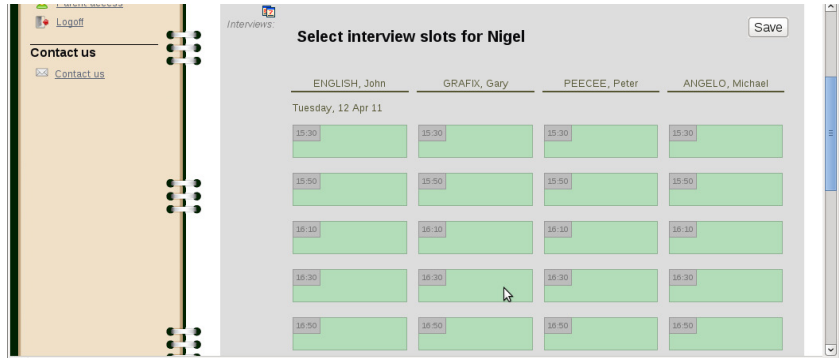 Parent access
Logoff
Contact us
Contact us
Interviews:
Select interview slots for Nigel
Save
ENGLISH, John GRAFIX, Gary PEECEE, Peter ANGELO, Michael
Tuesday, 12 Apr 11
15:30 15:30 15:30 15:30
15:50 15:50 15:50 15:50
16:10 16:10 16:10 16:10
16:30 16:30 16:30 16:30
16:50 16:50 16:50 16:50